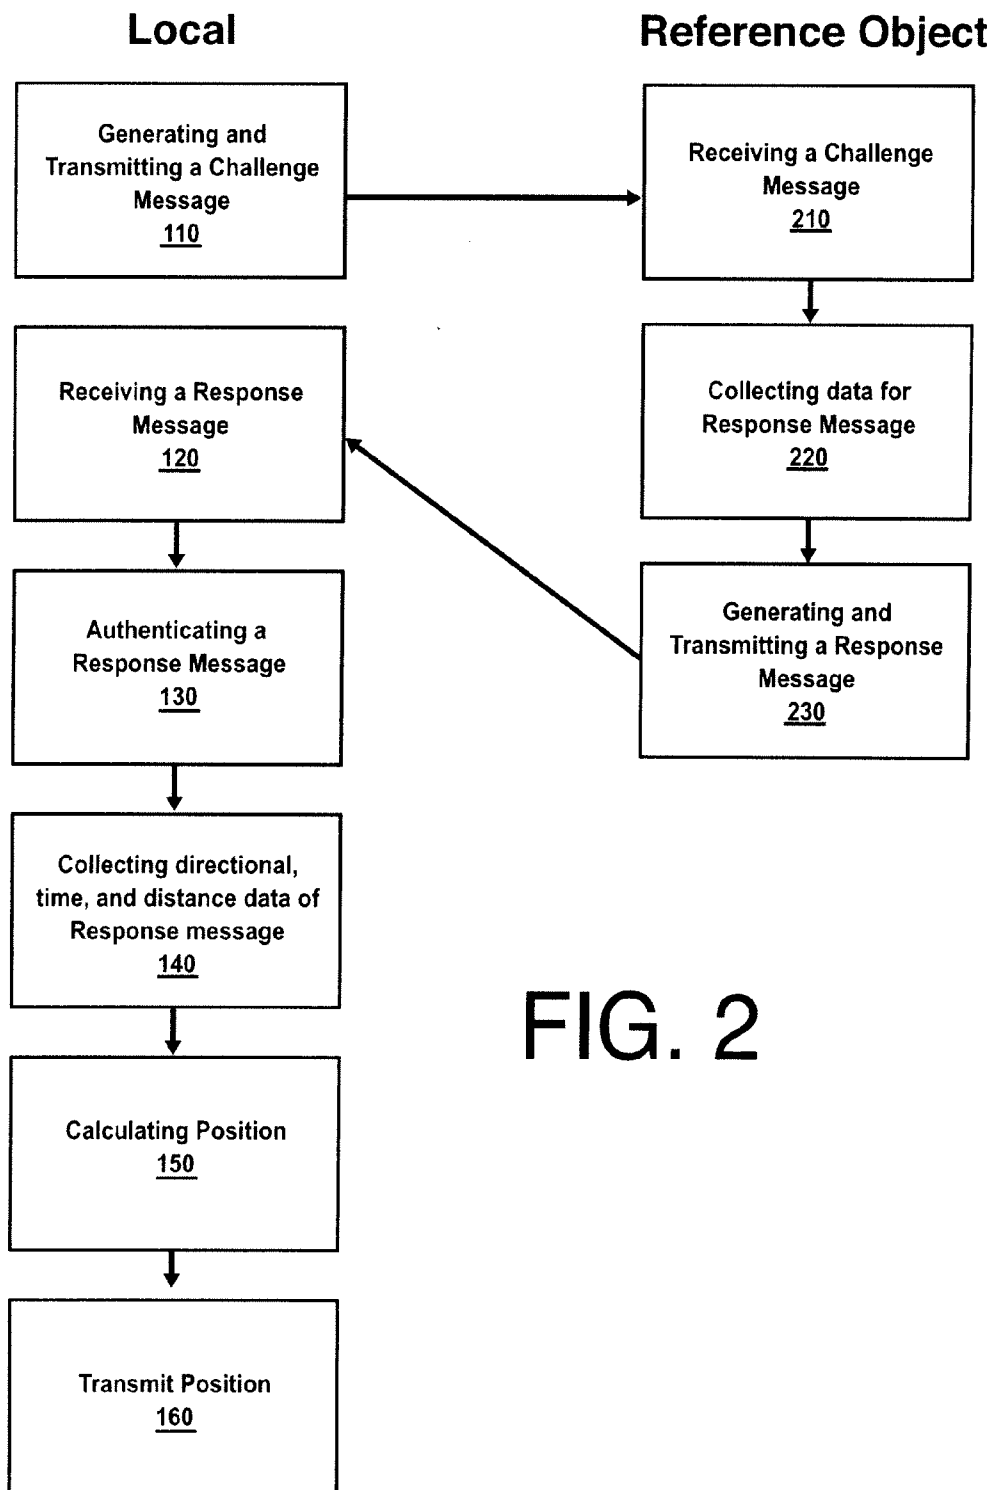 Local
Reference Object
Generating and
Transmitting a Challenge
Message
110
Receiving a Challenge
Message
210
Receiving a Response
Message
120
Collecting data for
Response Message
220
Authenticating a
Response Message
130
Generating and
Transmitting a Response
Message
230
Collecting directional,
time, and distance data of
Response message
140
FIG. 2
Calculating Position
150
Transmit Position
160